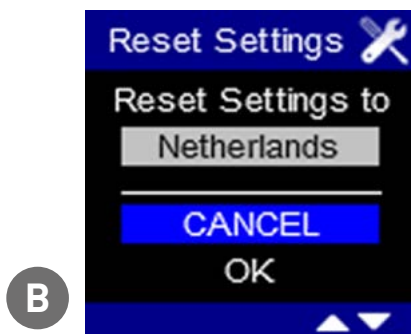 Reset Settings
Reset Settings to
Netherlands
CANCEL
OK
B